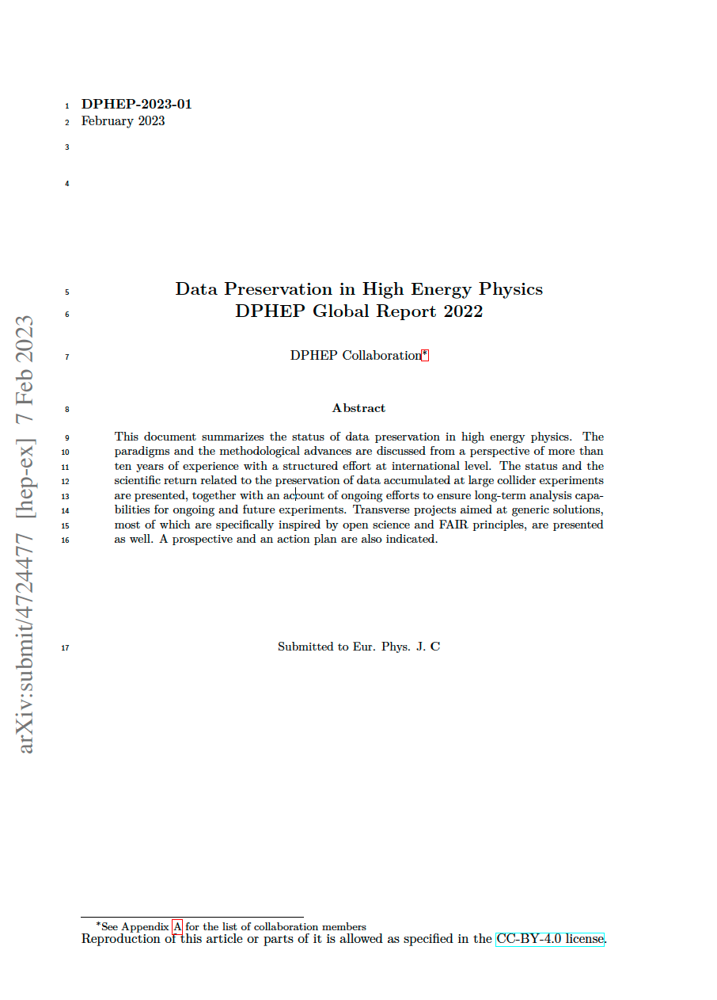 1 DPHEP-2023-01
2 February 2023
3
4
5 Data Preservation in High Energy Physics
6 DPHEP Global Report 2022
7 DPHEP Collaboration*
8 Abstract
9 This document summarizes the status of data preservation in high energy physics. The
10 paradigms and the methodological advances are discussed from a perspective of more than
11 ten years of experience with a structured effort at international level. The status and the
12 scientific return related to the preservation of data accumulated at large collider experiments
13 are presented, together with an account of ongoing efforts to ensure long-term analysis capa-
14 bilities for ongoing and future experiments. Transverse projects aimed at generic solutions,
15 most of which are specifically inspired by open science and FAIR principles, are presented
16 as well. A prospective and an action plan are also indicated.
17 Submitted to Eur. Phys. J. C
*See Appendix A for the list of collaboration members
Reproduction of this article or parts of it is allowed as specified in the CC-BY-4.0 license.
arXiv:submit/4724477 [hep-ex] 7 Feb 2023